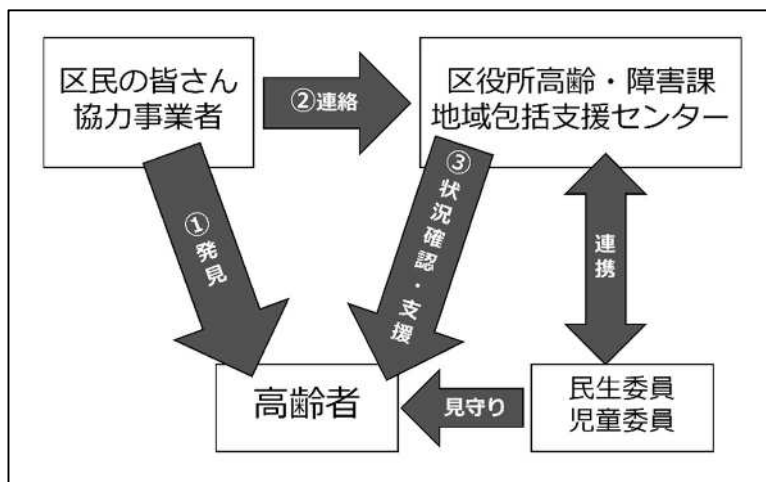 区民の皆さん
協力事業者
②連絡
区役所高齢・障害課
地域包括支援センター
①発見
③状況確認・支援
連携
高齢者
見守り
民生委員
児童委員